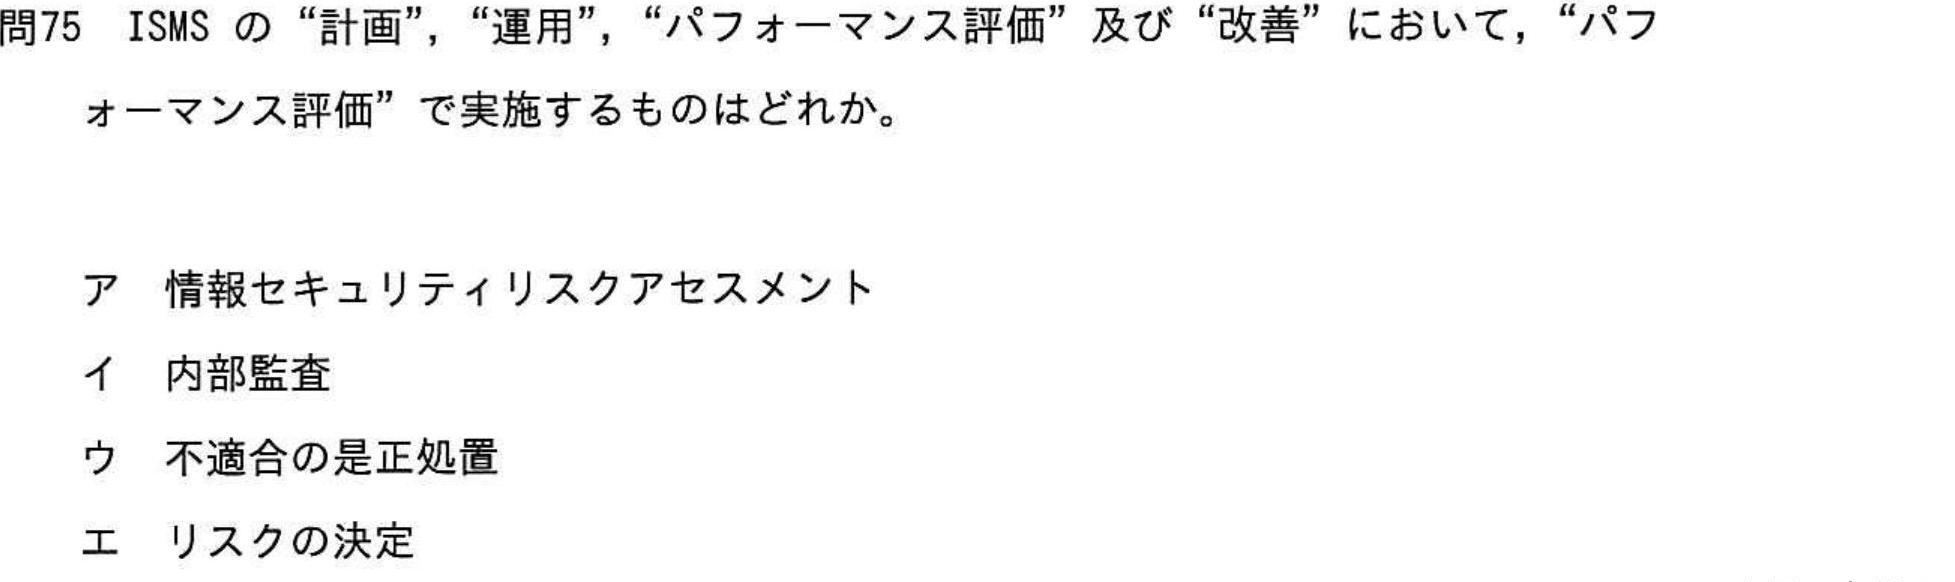 問75 ISMS の “計画”，“運用”，“パフォーマンス評価” 及び “改善” において，“パフ
ォーマンス評価” で実施するものはどれか。
ア 情報セキュリティリスクアセスメント
イ 内部監査
ウ 不適合の是正処置
エ リスクの決定